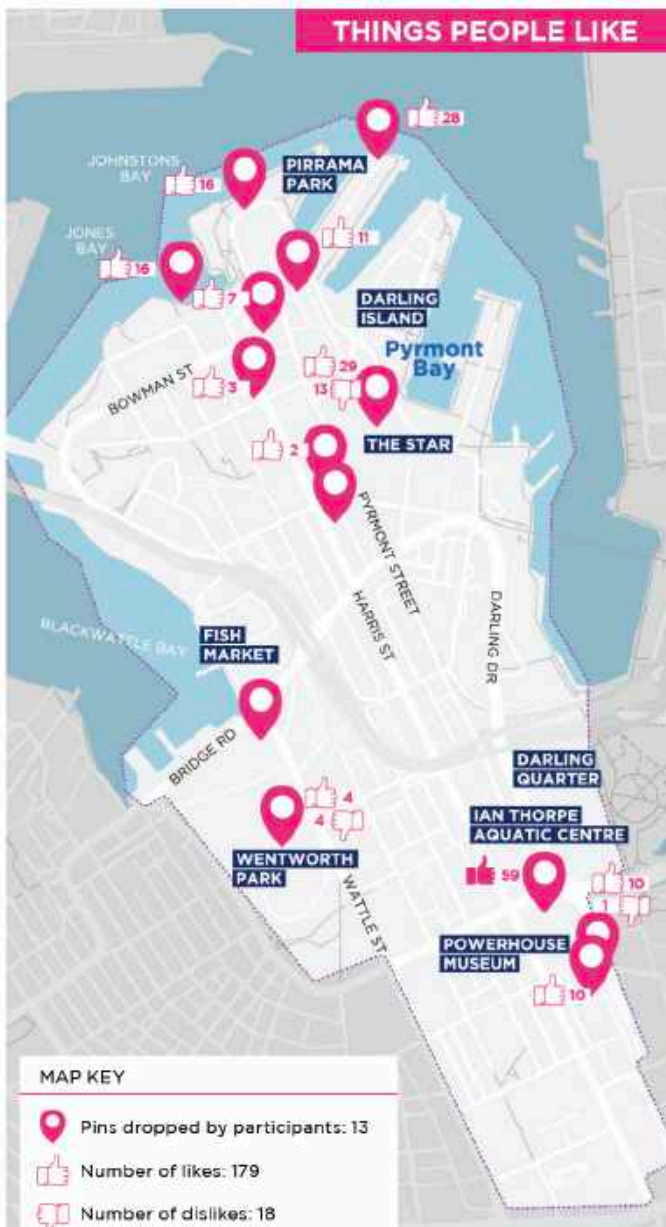 THINGS PEOPLE LIKE
28
JOHNSTONS
BAY
PIRRAMA
PARK
16
JONES
BAY
11
16
7
DARLING
ISLAND
Pyrmont
Bay
29
13
3
BOWMAN ST
THE STAR
2
PYRMONT STREET
HARRIS ST
DARLING DR
BLACKWATTLE BAY
FISH
MARKET
BRIDGE RD
DARLING
QUARTER
4
4
IAN THORPE
AQUATIC CENTRE
WENTWORTH
PARK
59
10
1
WATTLE ST
POWERHOUSE
MUSEUM
10
MAP KEY
Pins dropped by participants: 13
Number of likes: 179
Number of dislikes: 18